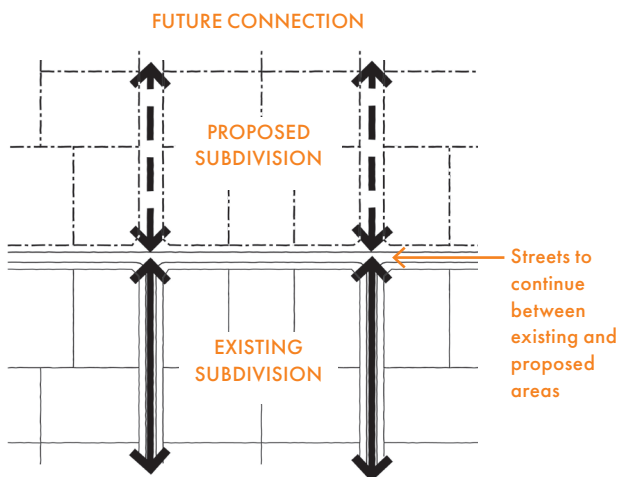 FUTURE CONNECTION
PROPOSED
SUBDIVISION
Streets to
continue
between
existing and
proposed
areas
EXISTING
SUBDIVISION